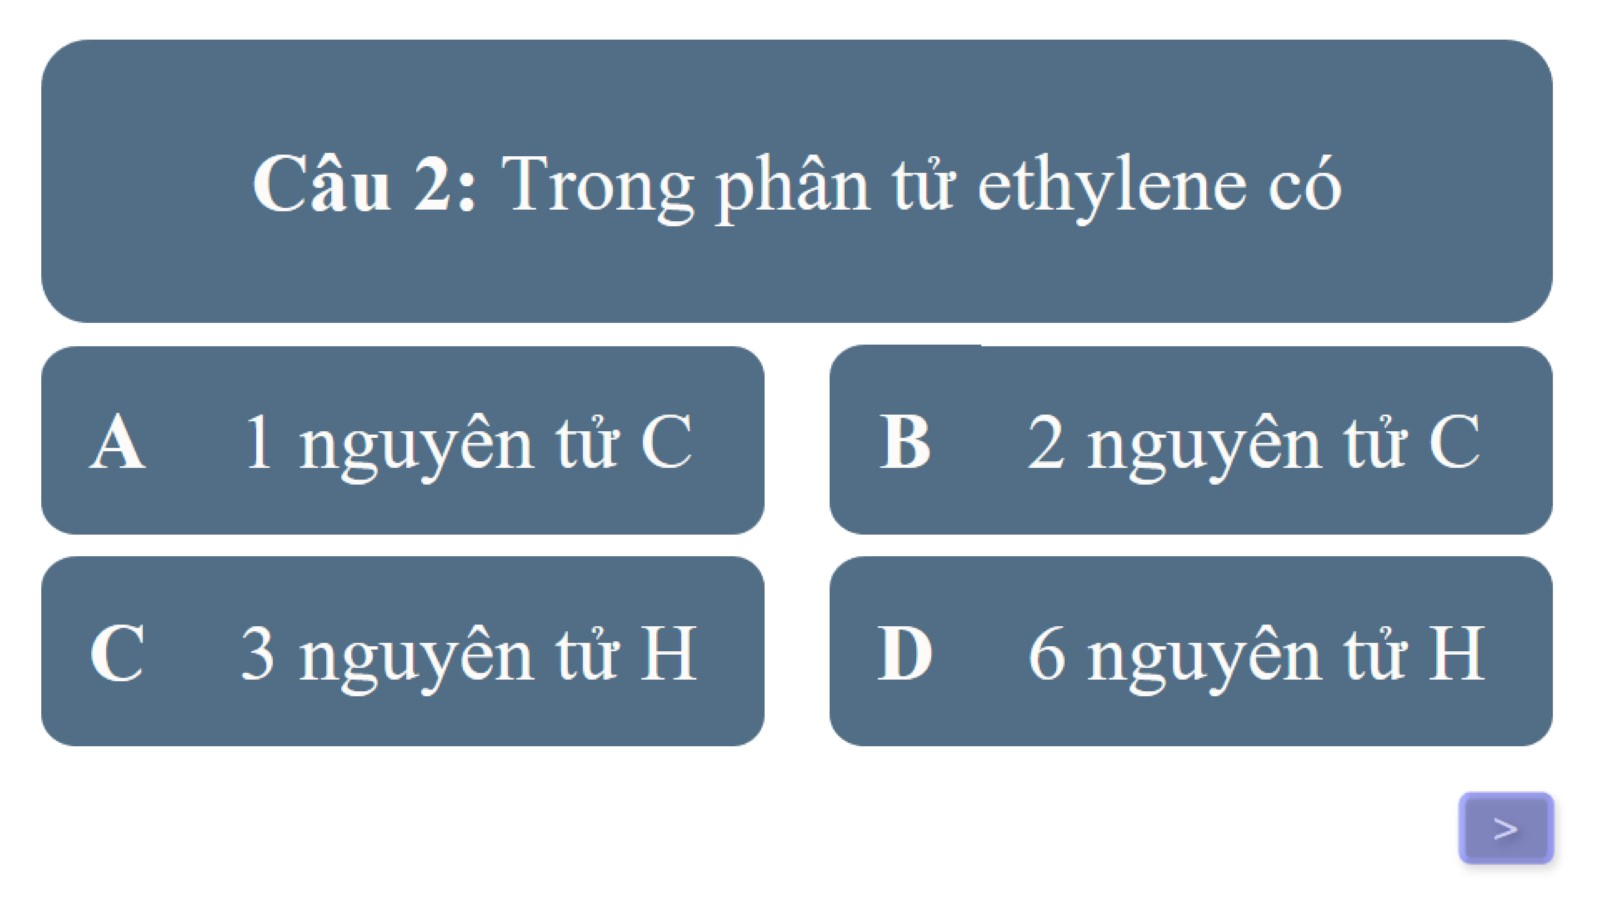 Câu 2: Trong phân tử ethylene có
A 1 nguyên tử C
B 2 nguyên tử C
C 3 nguyên tử H
D 6 nguyên tử H
>